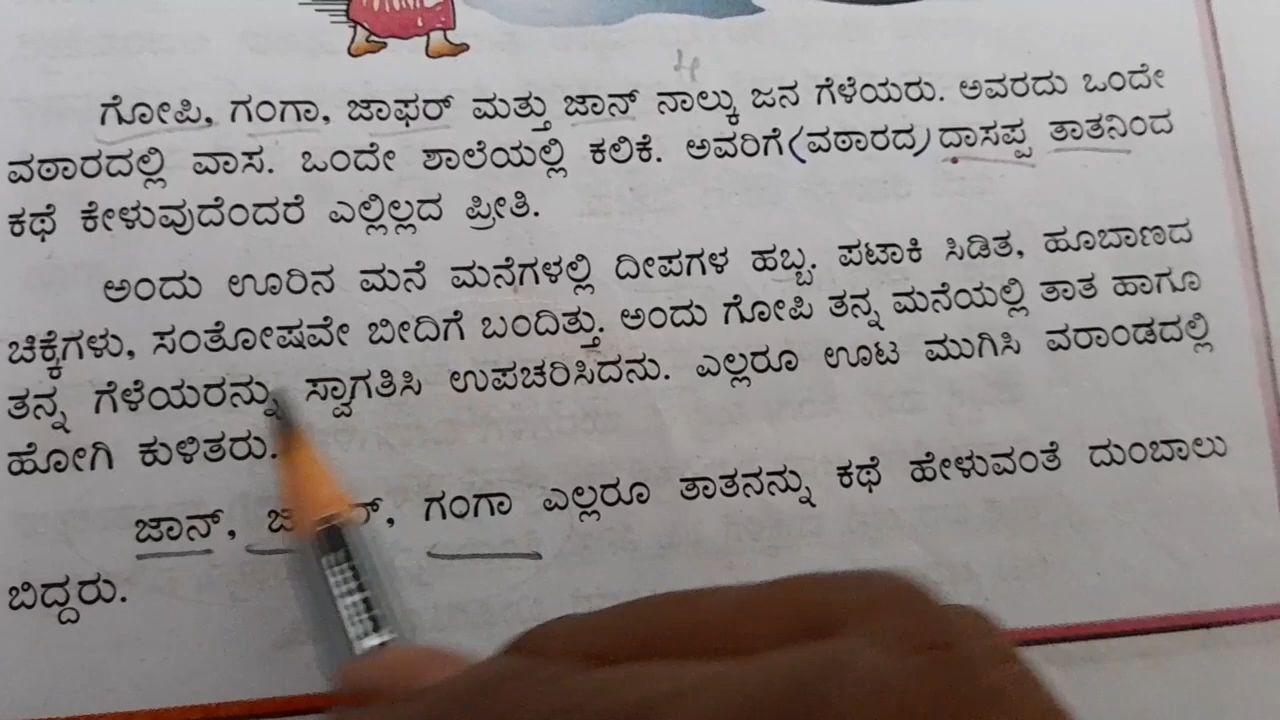 4
ಗೋಪಿ, ಗಂಗಾ, ಜಾಫರ್ ಮತ್ತು ಜಾನ್ ನಾಲ್ಕು ಜನ ಗೆಳೆಯರು. ಅವರದು ಒಂದೇ
ವಠಾರದಲ್ಲಿ ವಾಸ. ಒಂದೇ ಶಾಲೆಯಲ್ಲಿ ಕಲಿಕೆ. ಅವರಿಗೆ (ವಠಾರದ) ದಾಸಪ್ಪ ತಾತನಿಂದ
ಕಥೆ ಕೇಳುವುದೆಂದರೆ ಎಲ್ಲಿಲ್ಲದ ಪ್ರೀತಿ.
ಅಂದು ಊರಿನ ಮನೆ ಮನೆಗಳಲ್ಲಿ ದೀಪಗಳ ಹಬ್ಬ. ಪಟಾಕಿ ಸಿಡಿತ, ಹೂಬಾಣದ
ಚಿಕ್ಕೆಗಳು, ಸಂತೋಷವೇ ಬೀದಿಗೆ ಬಂದಿತ್ತು. ಅಂದು ಗೋಪಿ ತನ್ನ ಮನೆಯಲ್ಲಿ ತಾತ ಹಾಗೂ
ತನ್ನ ಗೆಳೆಯರನ್ನು ಸ್ವಾಗತಿಸಿ ಉಪಚರಿಸಿದನು. ಎಲ್ಲರೂ ಊಟ ಮುಗಿಸಿ ವರಾಂಡದಲ್ಲಿ
ಹೋಗಿ ಕುಳಿತರು.
ಜಾನ್, ಗಂಗಾ ಎಲ್ಲರೂ ತಾತನನ್ನು ಕಥೆ ಹೇಳುವಂತೆ ದುಂಬಾಲು
ಬಿದ್ದರು.